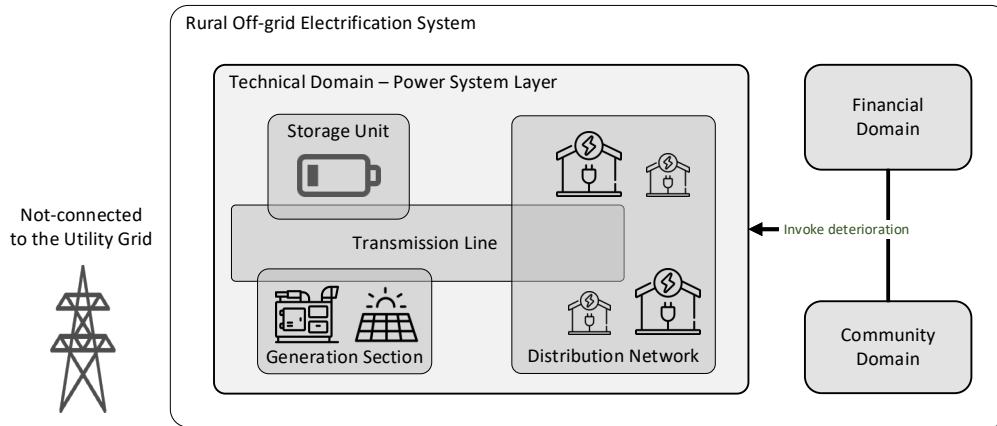 Rural Off-grid Electrification System
Technical Domain – Power System Layer
Storage Unit
Transmission Line
Generation Section
Distribution Network
Not-connected
to the Utility Grid
Financial
Domain
Invoke deterioration
Community
Domain